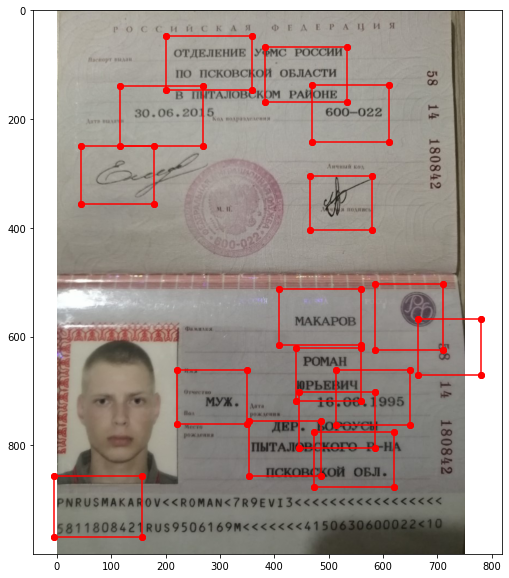 0
200
400
600
800
РОССИЙСКАЯ ФЕДЕРАЦИЯ
Паспорт выдан
ОТДЕЛЕНИЕ УФМС РОССИИ
ПО ПСКОВСКОЙ ОБЛАСТИ
В ПЫТАЛОВСКОМ РАЙОНЕ
Дата выдачи 30.06.2015 Код подразделения 600-022
58 14 180842
Личный код
М. П.
Личная подпись
Фамилия
МАКАРОВ
Имя РОМАН
Отчество ЮРЬЕВИЧ
Пол МУЖ. Дата рождения 16.06.1995
Место рождения ДЕР. БОРОУСЫ
ПЫТАЛОВСКОГО Р-НА
ПСКОВСКОЙ ОБЛ.
58 14 180842
PNRUSMAKAROV<<ROMAN<7R9EVI3<<<<<<<<<<<<<<<<<
5811808421RUS9506169M<<<<<<<4150630600022<10
0 100 200 300 400 500 600 700 800